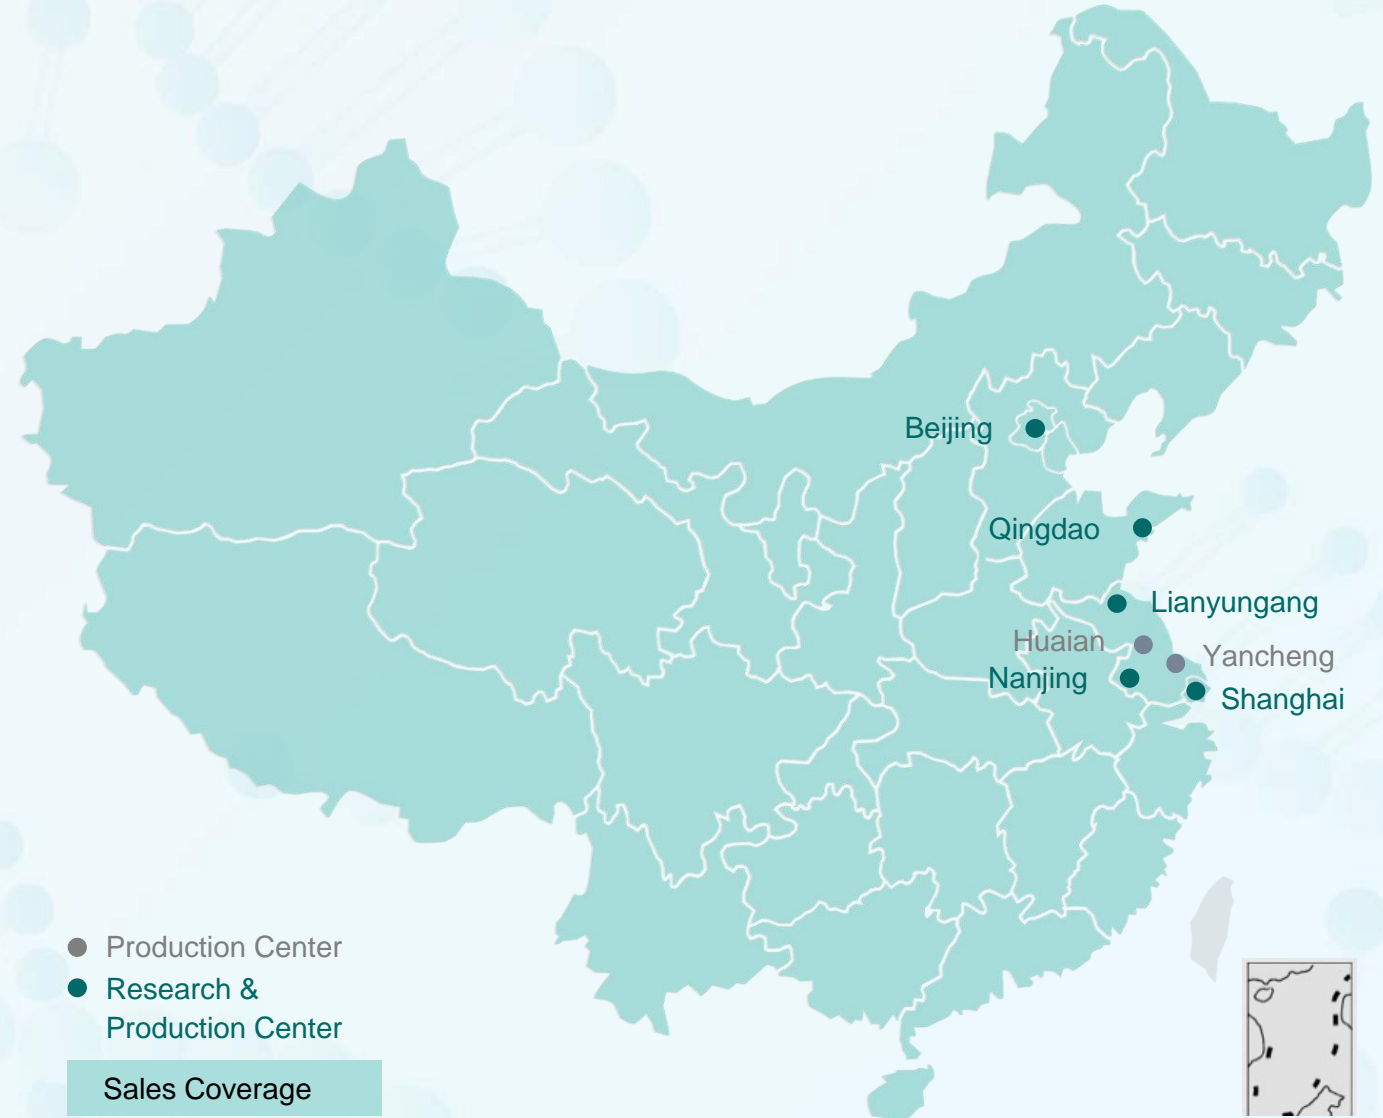 Beijing
Qingdao
Lianyungang
Huaian
Yancheng
Nanjing
Shanghai
Production Center
Research &
Production Center
Sales Coverage